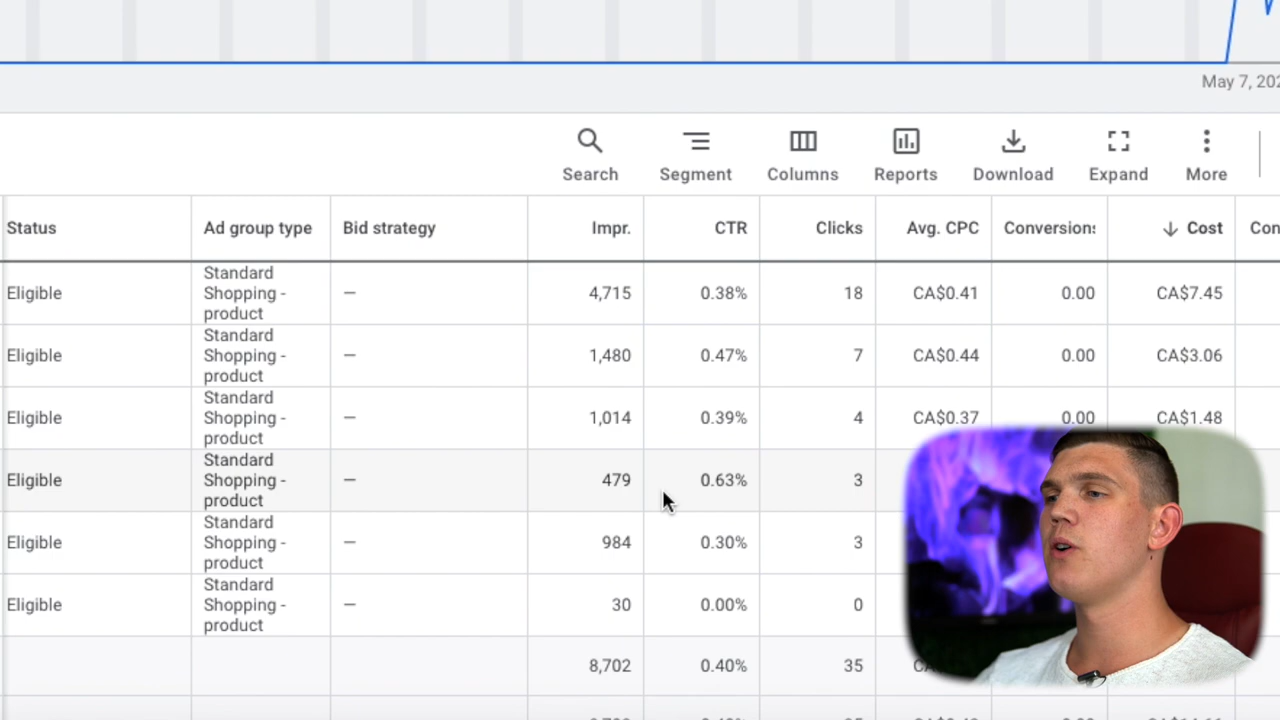 May 7, 202
Search Segment Columns Reports Download Expand More
Status Ad group type Bid strategy Impr. CTR Clicks Avg. CPC Conversions Cost Con
Eligible Standard Shopping - product — 4,715 0.38% 18 CA$0.41 0.00 CA$7.45
Eligible Standard Shopping - product — 1,480 0.47% 7 CA$0.44 0.00 CA$3.06
Eligible Standard Shopping - product — 1,014 0.39% 4 CA$0.37 0.00 CA$1.48
Eligible Standard Shopping - product — 479 0.63% 3
Eligible Standard Shopping - product — 984 0.30% 3
Eligible Standard Shopping - product — 30 0.00% 0
8,702 0.40% 35